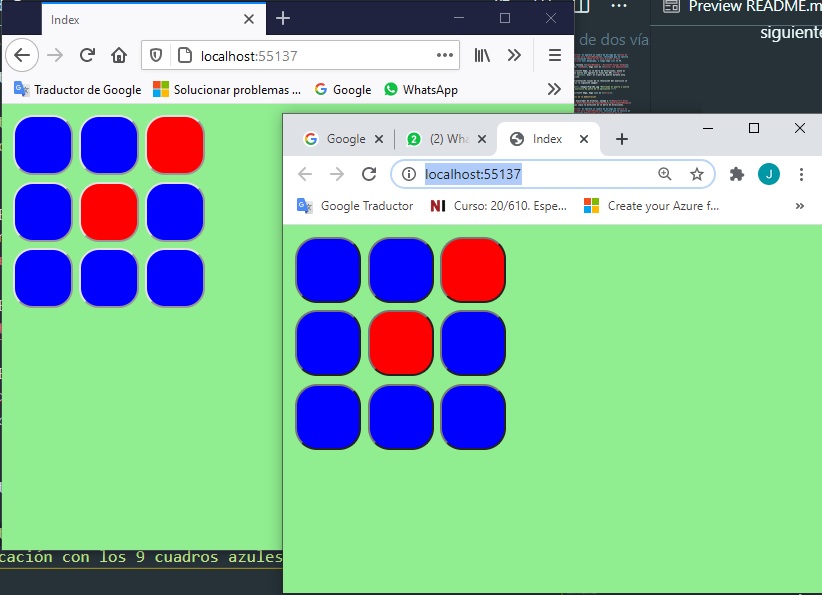 Index
Preview README.m
siguiente
de dos vía
localhost:55137
Traductor de Google
Solucionar problemas ...
Google
WhatsApp
Google
(2) Wha
Index
localhost:55137
J
Google Traductor
NI Curso: 20/610. Espe...
Create your Azure f...
cación con los 9 cuadros azules